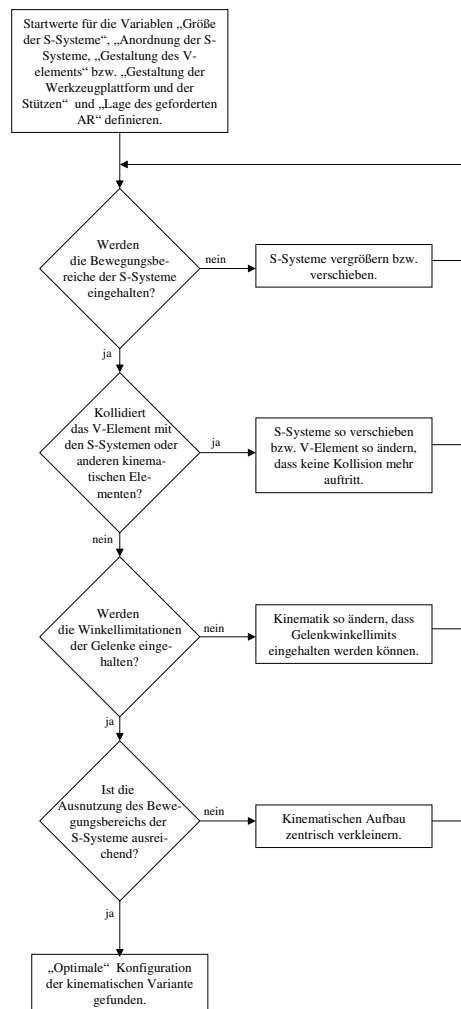 Startwerte für die Variablen „Größe
der S-Systeme“, „Anordnung der S-
Systeme, „Gestaltung des V-
elements“ bzw. „Gestaltung der
Werkzeugplattform und der
Stützen“ und „Lage des geforderten
AR“ definieren.
Werden
die Bewegungsbe-
reiche der S-Systeme
eingehalten?
nein
S-Systeme vergrößern bzw.
verschieben.
ja
Kollidiert
das V-Element mit
den S-Systemen oder
anderen kinema-
tischen Ele-
menten?
ja
S-Systeme so verschieben
bzw. V-Element so ändern,
dass keine Kollision mehr
auftritt.
nein
Werden
die Winkellimitationen
der Gelenke einge-
halten?
nein
Kinematik so ändern, dass
Gelenkwinkellimits
eingehalten werden können.
ja
Ist die
Ausnutzung des Bewe-
gungsbereichs der
S-Systeme ausrei-
chend?
nein
Kinematischen Aufbau
zentrisch verkleinern.
ja
„Optimale“ Konfiguration
der kinematischen Variante
gefunden.